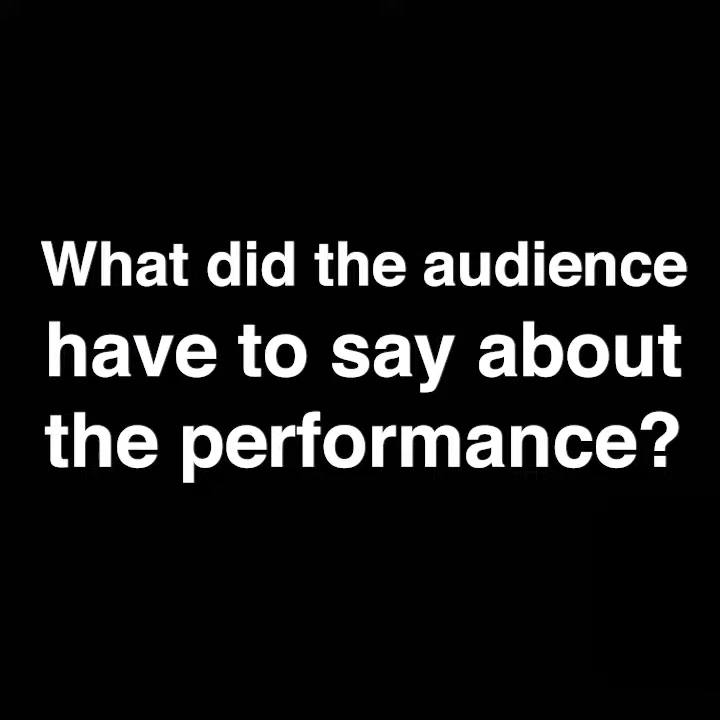 What did the audience
have to say about
the performance?